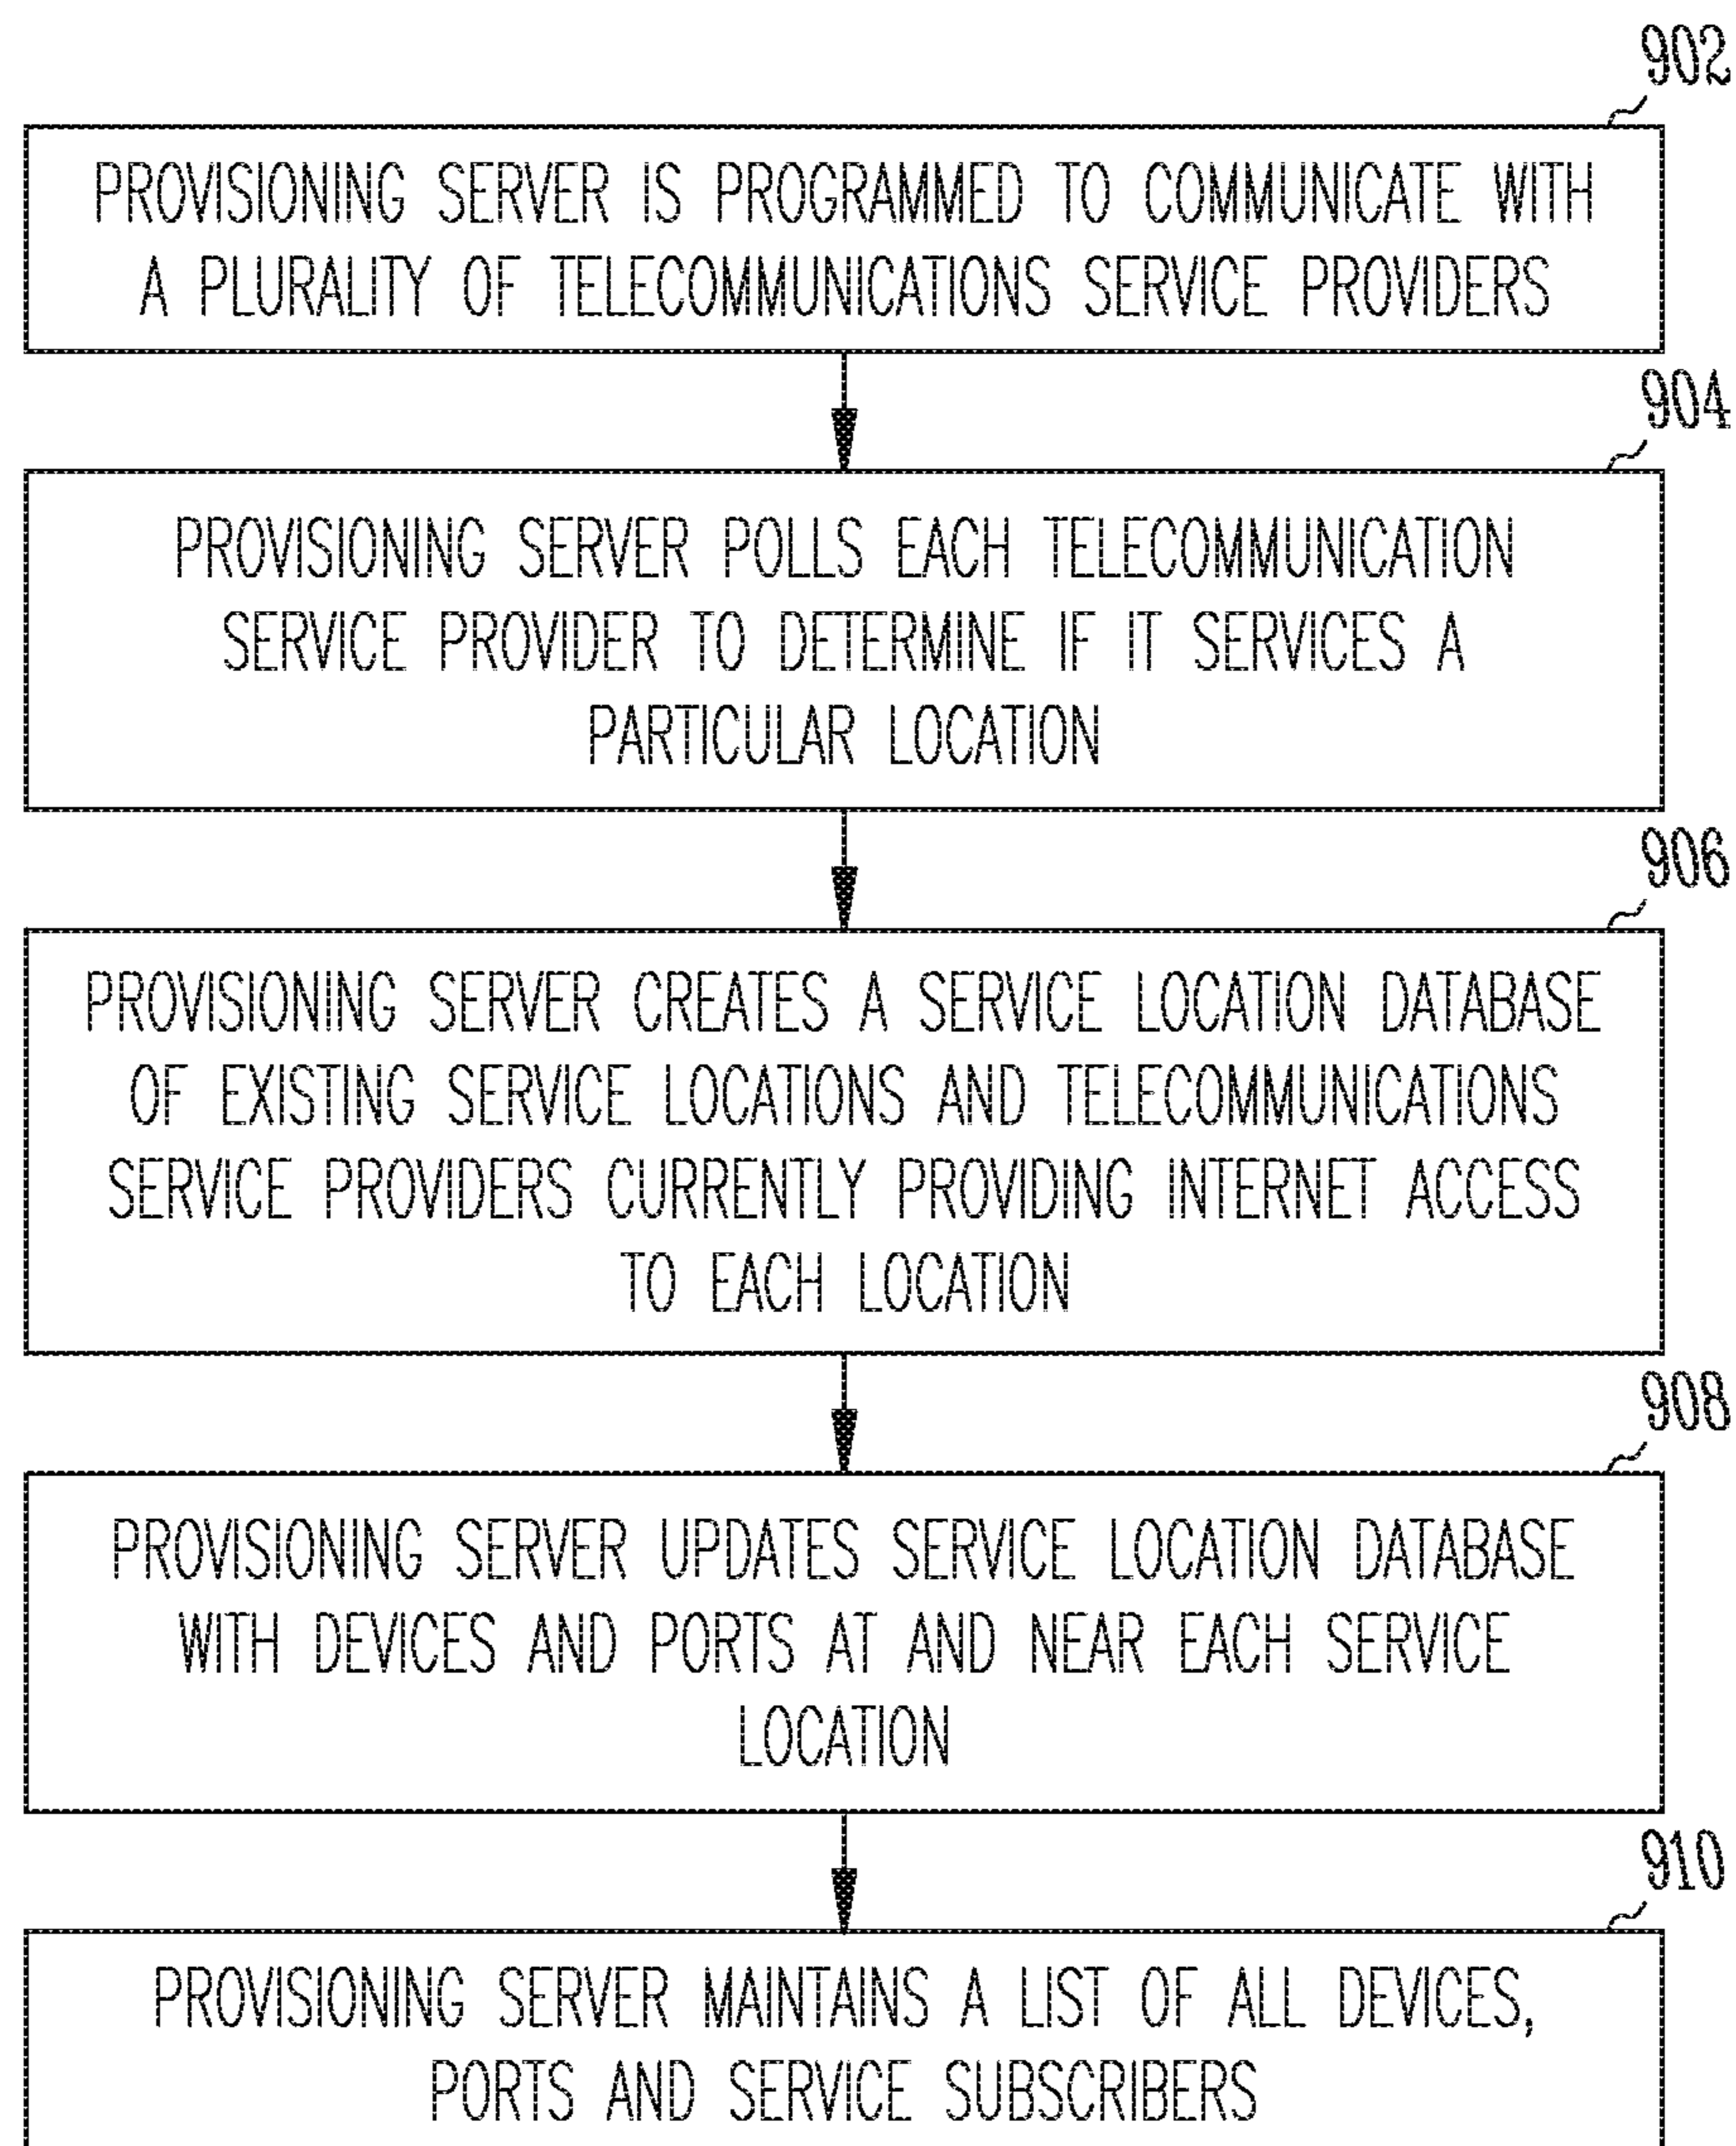 902
PROVISIONING SERVER IS PROGRAMMED TO COMMUNICATE WITH
A PLURALITY OF TELECOMMUNICATIONS SERVICE PROVIDERS
904
PROVISIONING SERVER POLLS EACH TELECOMMUNICATION
SERVICE PROVIDER TO DETERMINE IF IT SERVICES A
PARTICULAR LOCATION
906
PROVISIONING SERVER CREATES A SERVICE LOCATION DATABASE
OF EXISTING SERVICE LOCATIONS AND TELECOMMUNICATIONS
SERVICE PROVIDERS CURRENTLY PROVIDING INTERNET ACCESS
TO EACH LOCATION
908
PROVISIONING SERVER UPDATES SERVICE LOCATION DATABASE
WITH DEVICES AND PORTS AT AND NEAR EACH SERVICE
LOCATION
910
PROVISIONING SERVER MAINTAINS A LIST OF ALL DEVICES,
PORTS AND SERVICE SUBSCRIBERS